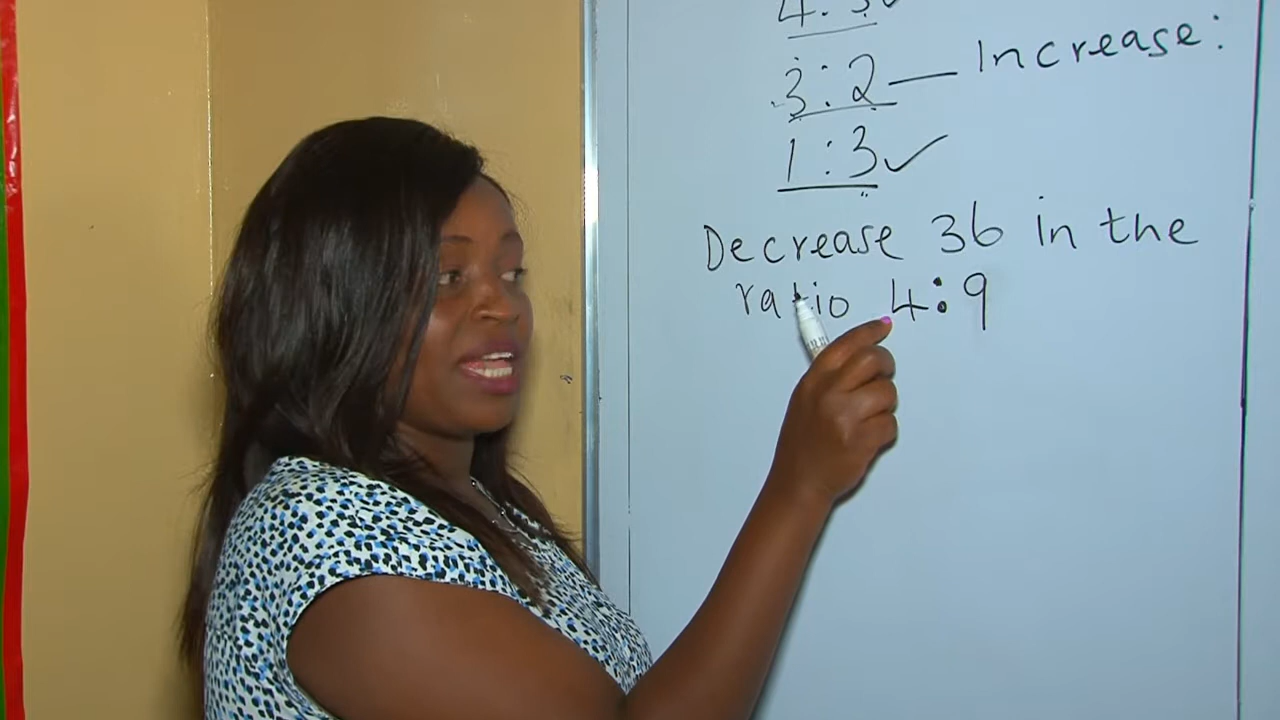 3:2 — Increase:
1:3 ✓
Decrease 36 in the
ratio 4:9